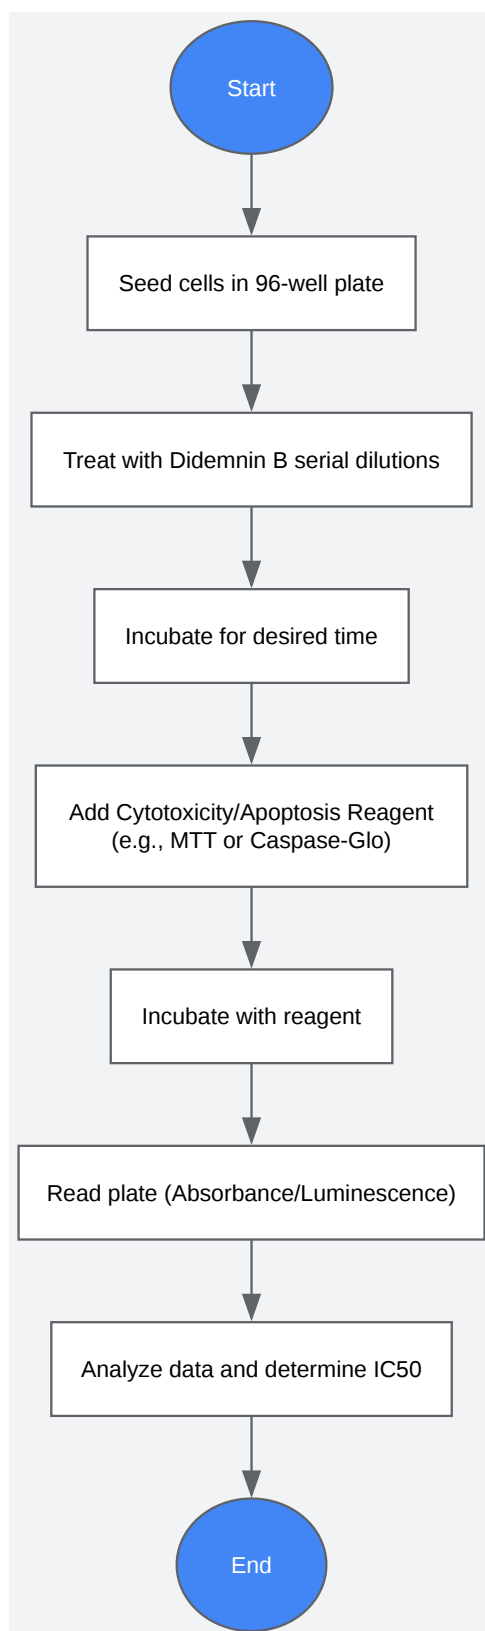 Start
Seed cells in 96-well plate
Treat with Didemnin B serial dilutions
Incubate for desired time
Add Cytotoxicity/Apoptosis Reagent
(e.g., MTT or Caspase-Glo)
Incubate with reagent
Read plate (Absorbance/Luminescence)
Analyze data and determine IC50
End